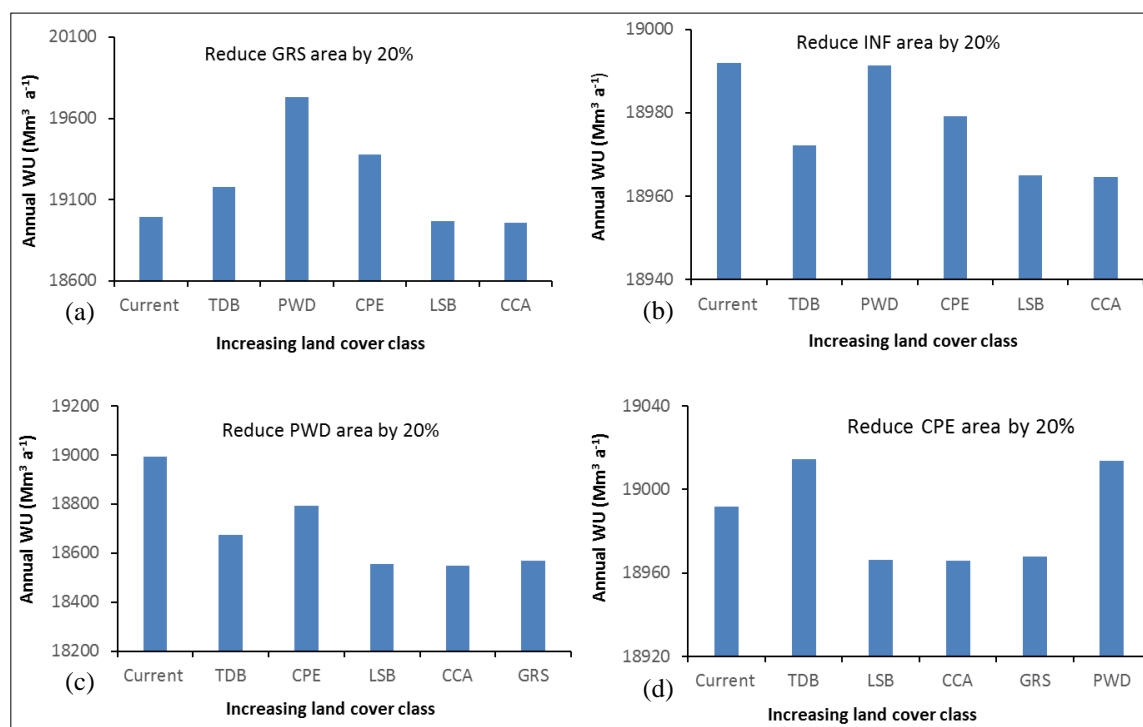 Reduce GRS area by 20%
Annual WU (Mm³ a⁻¹)
20100
19600
19100
18600
Current TDB PWD CPE LSB CCA
(a)
Increasing land cover class
Reduce INF area by 20%
Annual WU (Mm³ a⁻¹)
19000
18980
18960
18940
Current TDB PWD CPE LSB CCA
(b)
Increasing land cover class
Reduce PWD area by 20%
Annual WU (Mm³ a⁻¹)
19200
19000
18800
18600
18400
18200
Current TDB CPE LSB CCA GRS
(c)
Increasing land cover class
Reduce CPE area by 20%
Annual WU (Mm³ a⁻¹)
19040
19000
18960
18920
Current TDB LSB CCA GRS PWD
(d)
Increasing land cover class